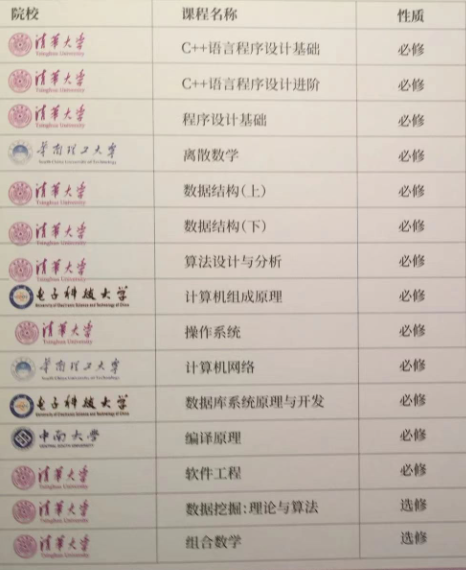 院校 课程名称 性质
清华大学 Tsinghua University C++语言程序设计基础 必修
清华大学 Tsinghua University C++语言程序设计进阶 必修
清华大学 Tsinghua University 程序设计基础 必修
华南理工大学 South China University of Technology 离散数学 必修
清华大学 Tsinghua University 数据结构(上) 必修
清华大学 Tsinghua University 数据结构(下) 必修
清华大学 Tsinghua University 算法设计与分析 必修
电子科技大学 University of Electronic Science and Technology of China 计算机组成原理 必修
清华大学 Tsinghua University 操作系统 必修
华南理工大学 South China University of Technology 计算机网络 必修
电子科技大学 University of Electronic Science and Technology of China 数据库系统原理与开发 必修
中南大学 CENTRAL SOUTH UNIVERSITY 编译原理 必修
清华大学 Tsinghua University 软件工程 必修
清华大学 Tsinghua University 数据挖掘:理论与算法 选修
清华大学 Tsinghua University 组合数学 选修